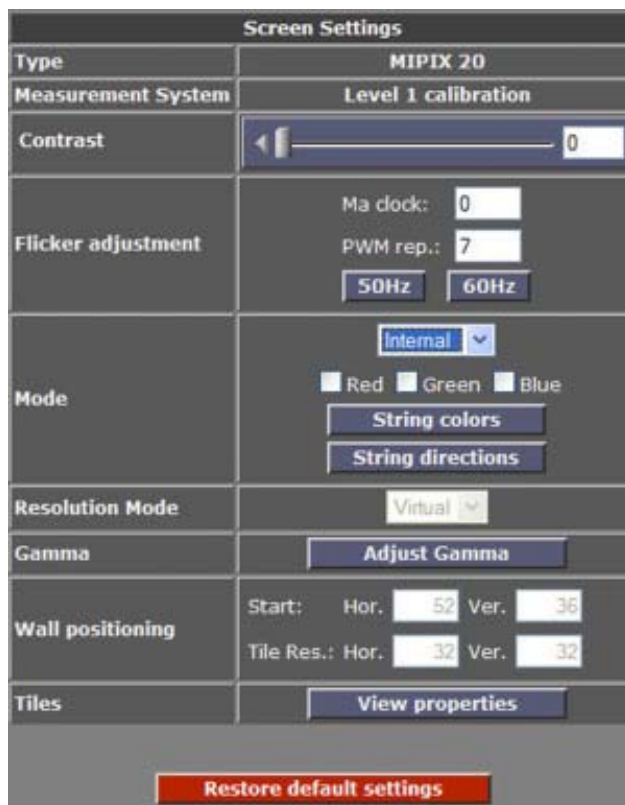 Screen Settings
Type MIPIX 20
Measurement System Level 1 calibration
Contrast 0
Ma clock: 0
Flicker adjustment PWM rep.: 7
50Hz 60Hz
Internal
Mode Red Green Blue
String colors
String directions
Resolution Mode Virtual
Gamma Adjust Gamma
Start: Hor. 52 Ver. 36
Wall positioning
Tile Res.: Hor. 32 Ver. 32
Tiles View properties
Restore default settings